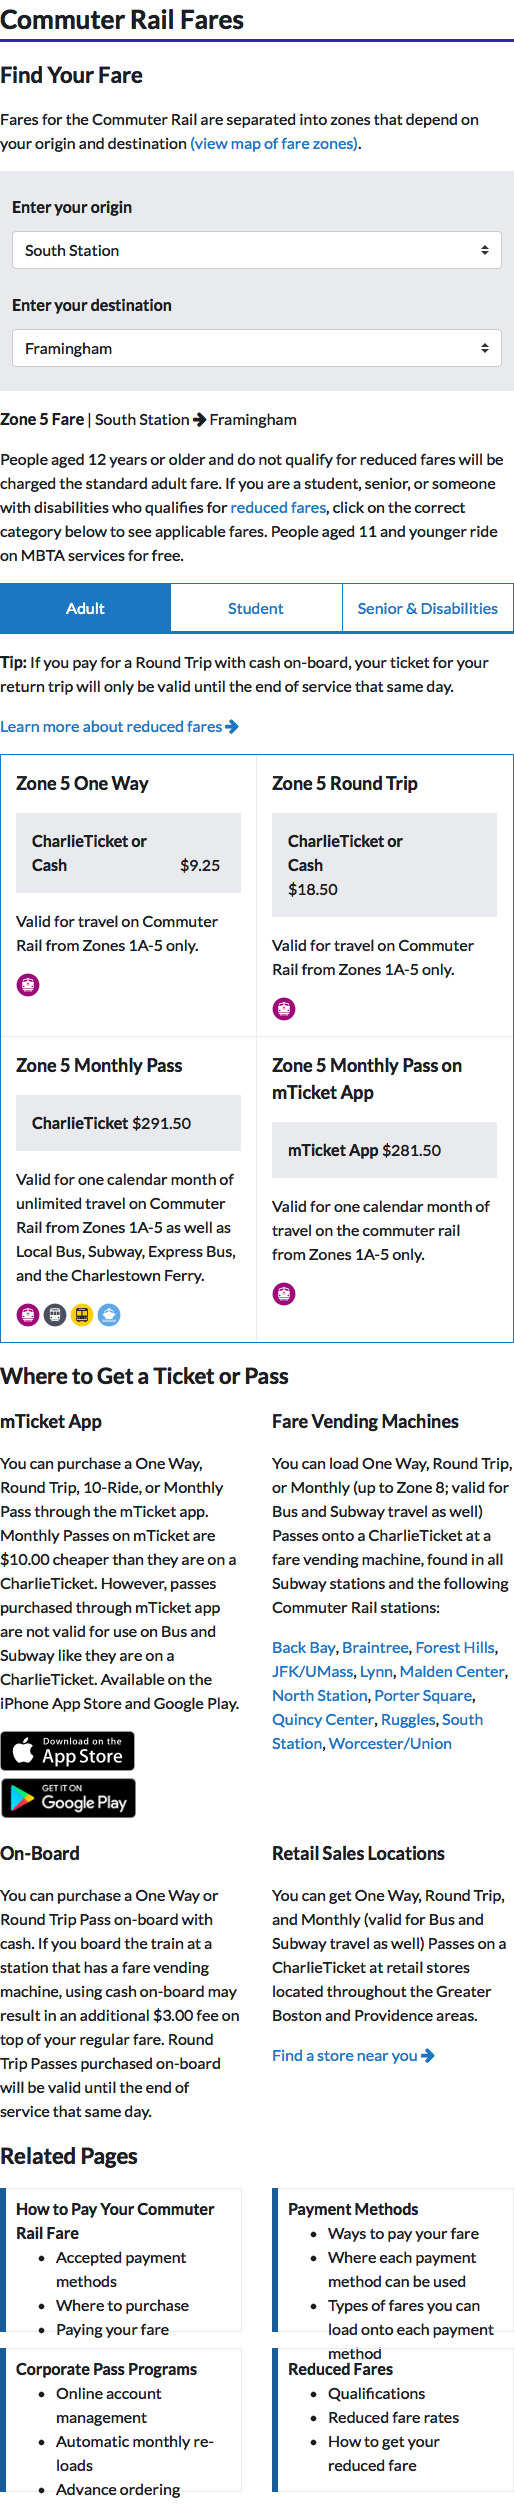 Commuter Rail Fares
Find Your Fare
Fares for the Commuter Rail are separated into zones that depend on
your origin and destination (view map of fare zones).
Enter your origin
South Station
Enter your destination
Framingham
Zone 5 Fare | South Station → Framingham
People aged 12 years or older and do not qualify for reduced fares will be
charged the standard adult fare. If you are a student, senior, or someone
with disabilities who qualifies for reduced fares, click on the correct
category below to see applicable fares. People aged 11 and younger ride
on MBTA services for free.
Adult
Student
Senior & Disabilities
Tip: If you pay for a Round Trip with cash on-board, your ticket for your
return trip will only be valid until the end of service that same day.
Learn more about reduced fares →
Zone 5 One Way
CharlieTicket or
Cash $9.25
Valid for travel on Commuter
Rail from Zones 1A-5 only.
Zone 5 Round Trip
CharlieTicket or
Cash
$18.50
Valid for travel on Commuter
Rail from Zones 1A-5 only.
Zone 5 Monthly Pass
CharlieTicket $291.50
Valid for one calendar month of
unlimited travel on Commuter
Rail from Zones 1A-5 as well as
Local Bus, Subway, Express Bus,
and the Charlestown Ferry.
Zone 5 Monthly Pass on
mTicket App
mTicket App $281.50
Valid for one calendar month of
travel on the commuter rail
from Zones 1A-5 only.
Where to Get a Ticket or Pass
mTicket App
You can purchase a One Way,
Round Trip, 10-Ride, or Monthly
Pass through the mTicket app.
Monthly Passes on mTicket are
$10.00 cheaper than they are on a
CharlieTicket. However, passes
purchased through mTicket app
are not valid for use on Bus and
Subway like they are on a
CharlieTicket. Available on the
iPhone App Store and Google Play.
Download on the
App Store
GET IT ON
Google Play
Fare Vending Machines
You can load One Way, Round Trip,
or Monthly (up to Zone 8; valid for
Bus and Subway travel as well)
Passes onto a CharlieTicket at a
fare vending machine, found in all
Subway stations and the following
Commuter Rail stations:
Back Bay, Braintree, Forest Hills,
JFK/UMass, Lynn, Malden Center,
North Station, Porter Square,
Quincy Center, Ruggles, South
Station, Worcester/Union
On-Board
You can purchase a One Way or
Round Trip Pass on-board with
cash. If you board the train at a
station that has a fare vending
machine, using cash on-board may
result in an additional $3.00 fee on
top of your regular fare. Round
Trip Passes purchased on-board
will be valid until the end of
service that same day.
Retail Sales Locations
You can get One Way, Round Trip,
and Monthly (valid for Bus and
Subway travel as well) Passes on a
CharlieTicket at retail stores
located throughout the Greater
Boston and Providence areas.
Find a store near you →
Related Pages
How to Pay Your Commuter
Rail Fare
• Accepted payment
methods
• Where to purchase
• Paying your fare
Payment Methods
• Ways to pay your fare
• Where each payment
method can be used
• Types of fares you can
load onto each payment
method
Corporate Pass Programs
• Online account
management
• Automatic monthly re-
loads
• Advance ordering
Reduced Fares
• Qualifications
• Reduced fare rates
• How to get your
reduced fare